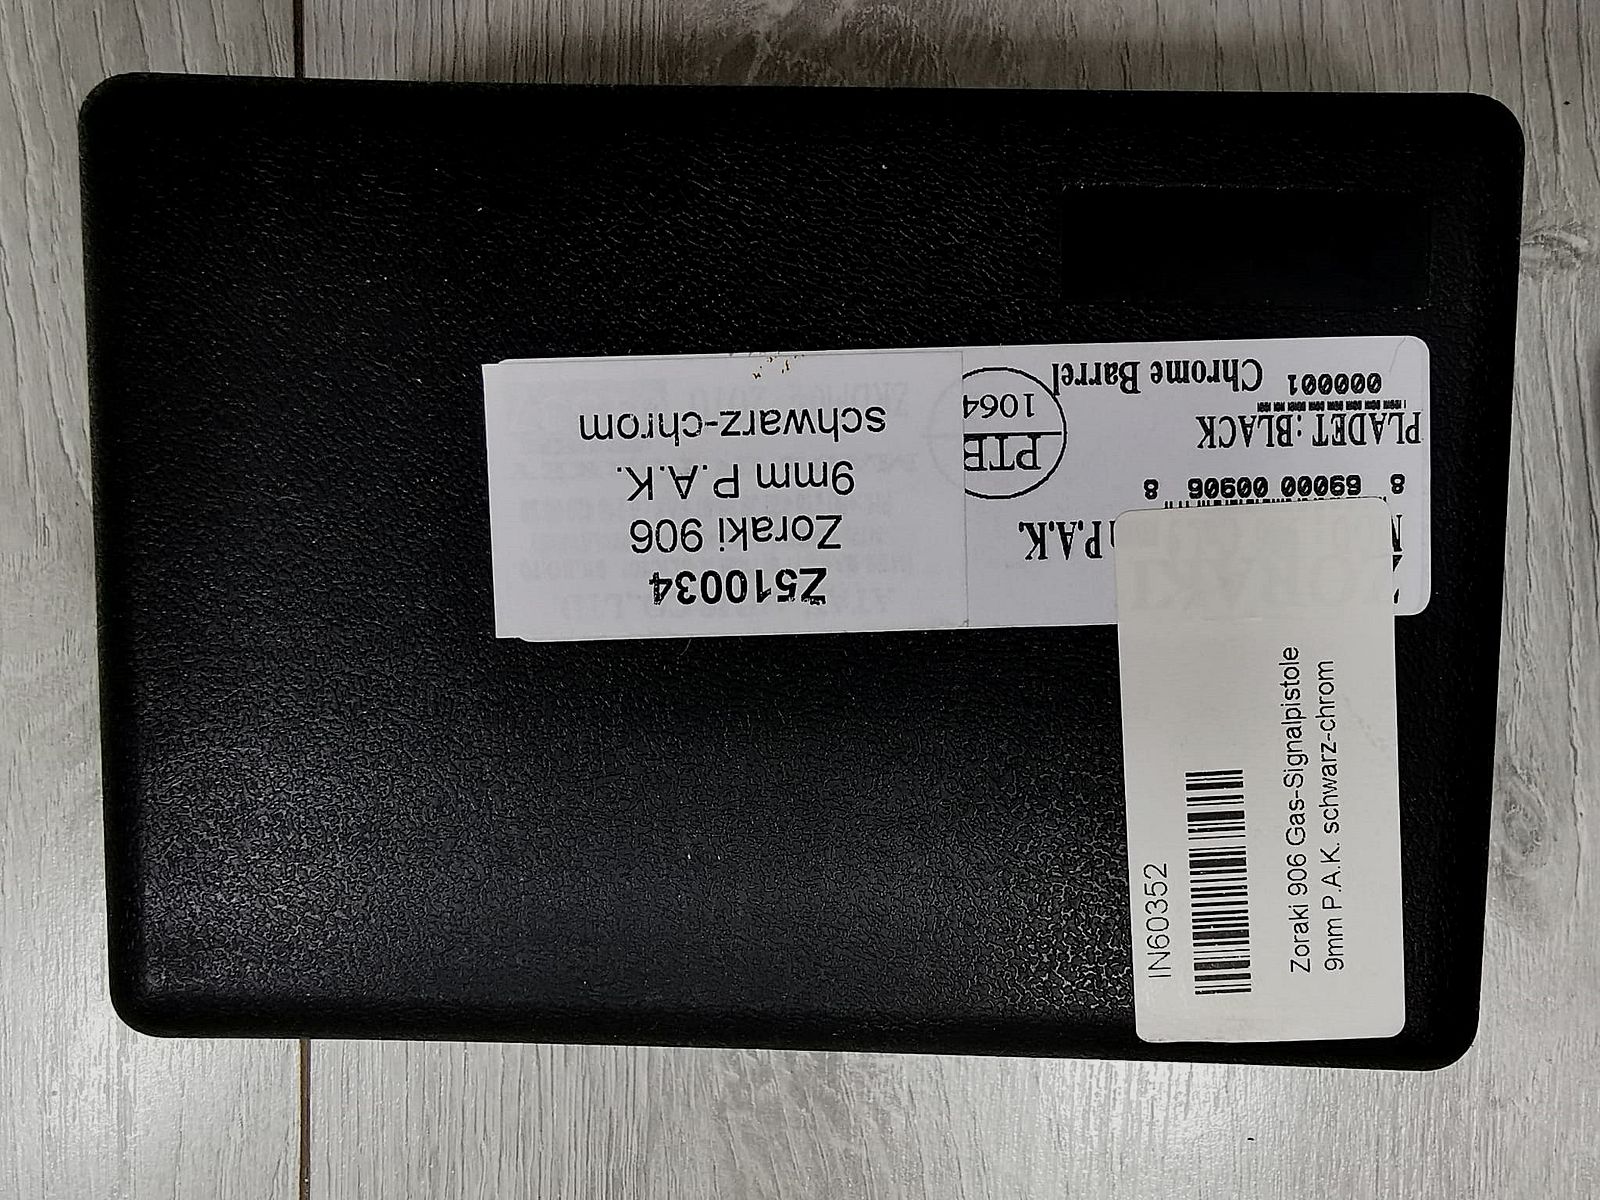 Z510034
Zoraki 906
9mm P.A.K.
schwarz-chrom
P.A.K.
8 69000 00906 8
PLADET : BLACK
000001
Chrome Barrel
PTB
1064
IN60352
Zoraki 906 Gas-Signalpistole
9mm P.A.K. schwarz-chrom